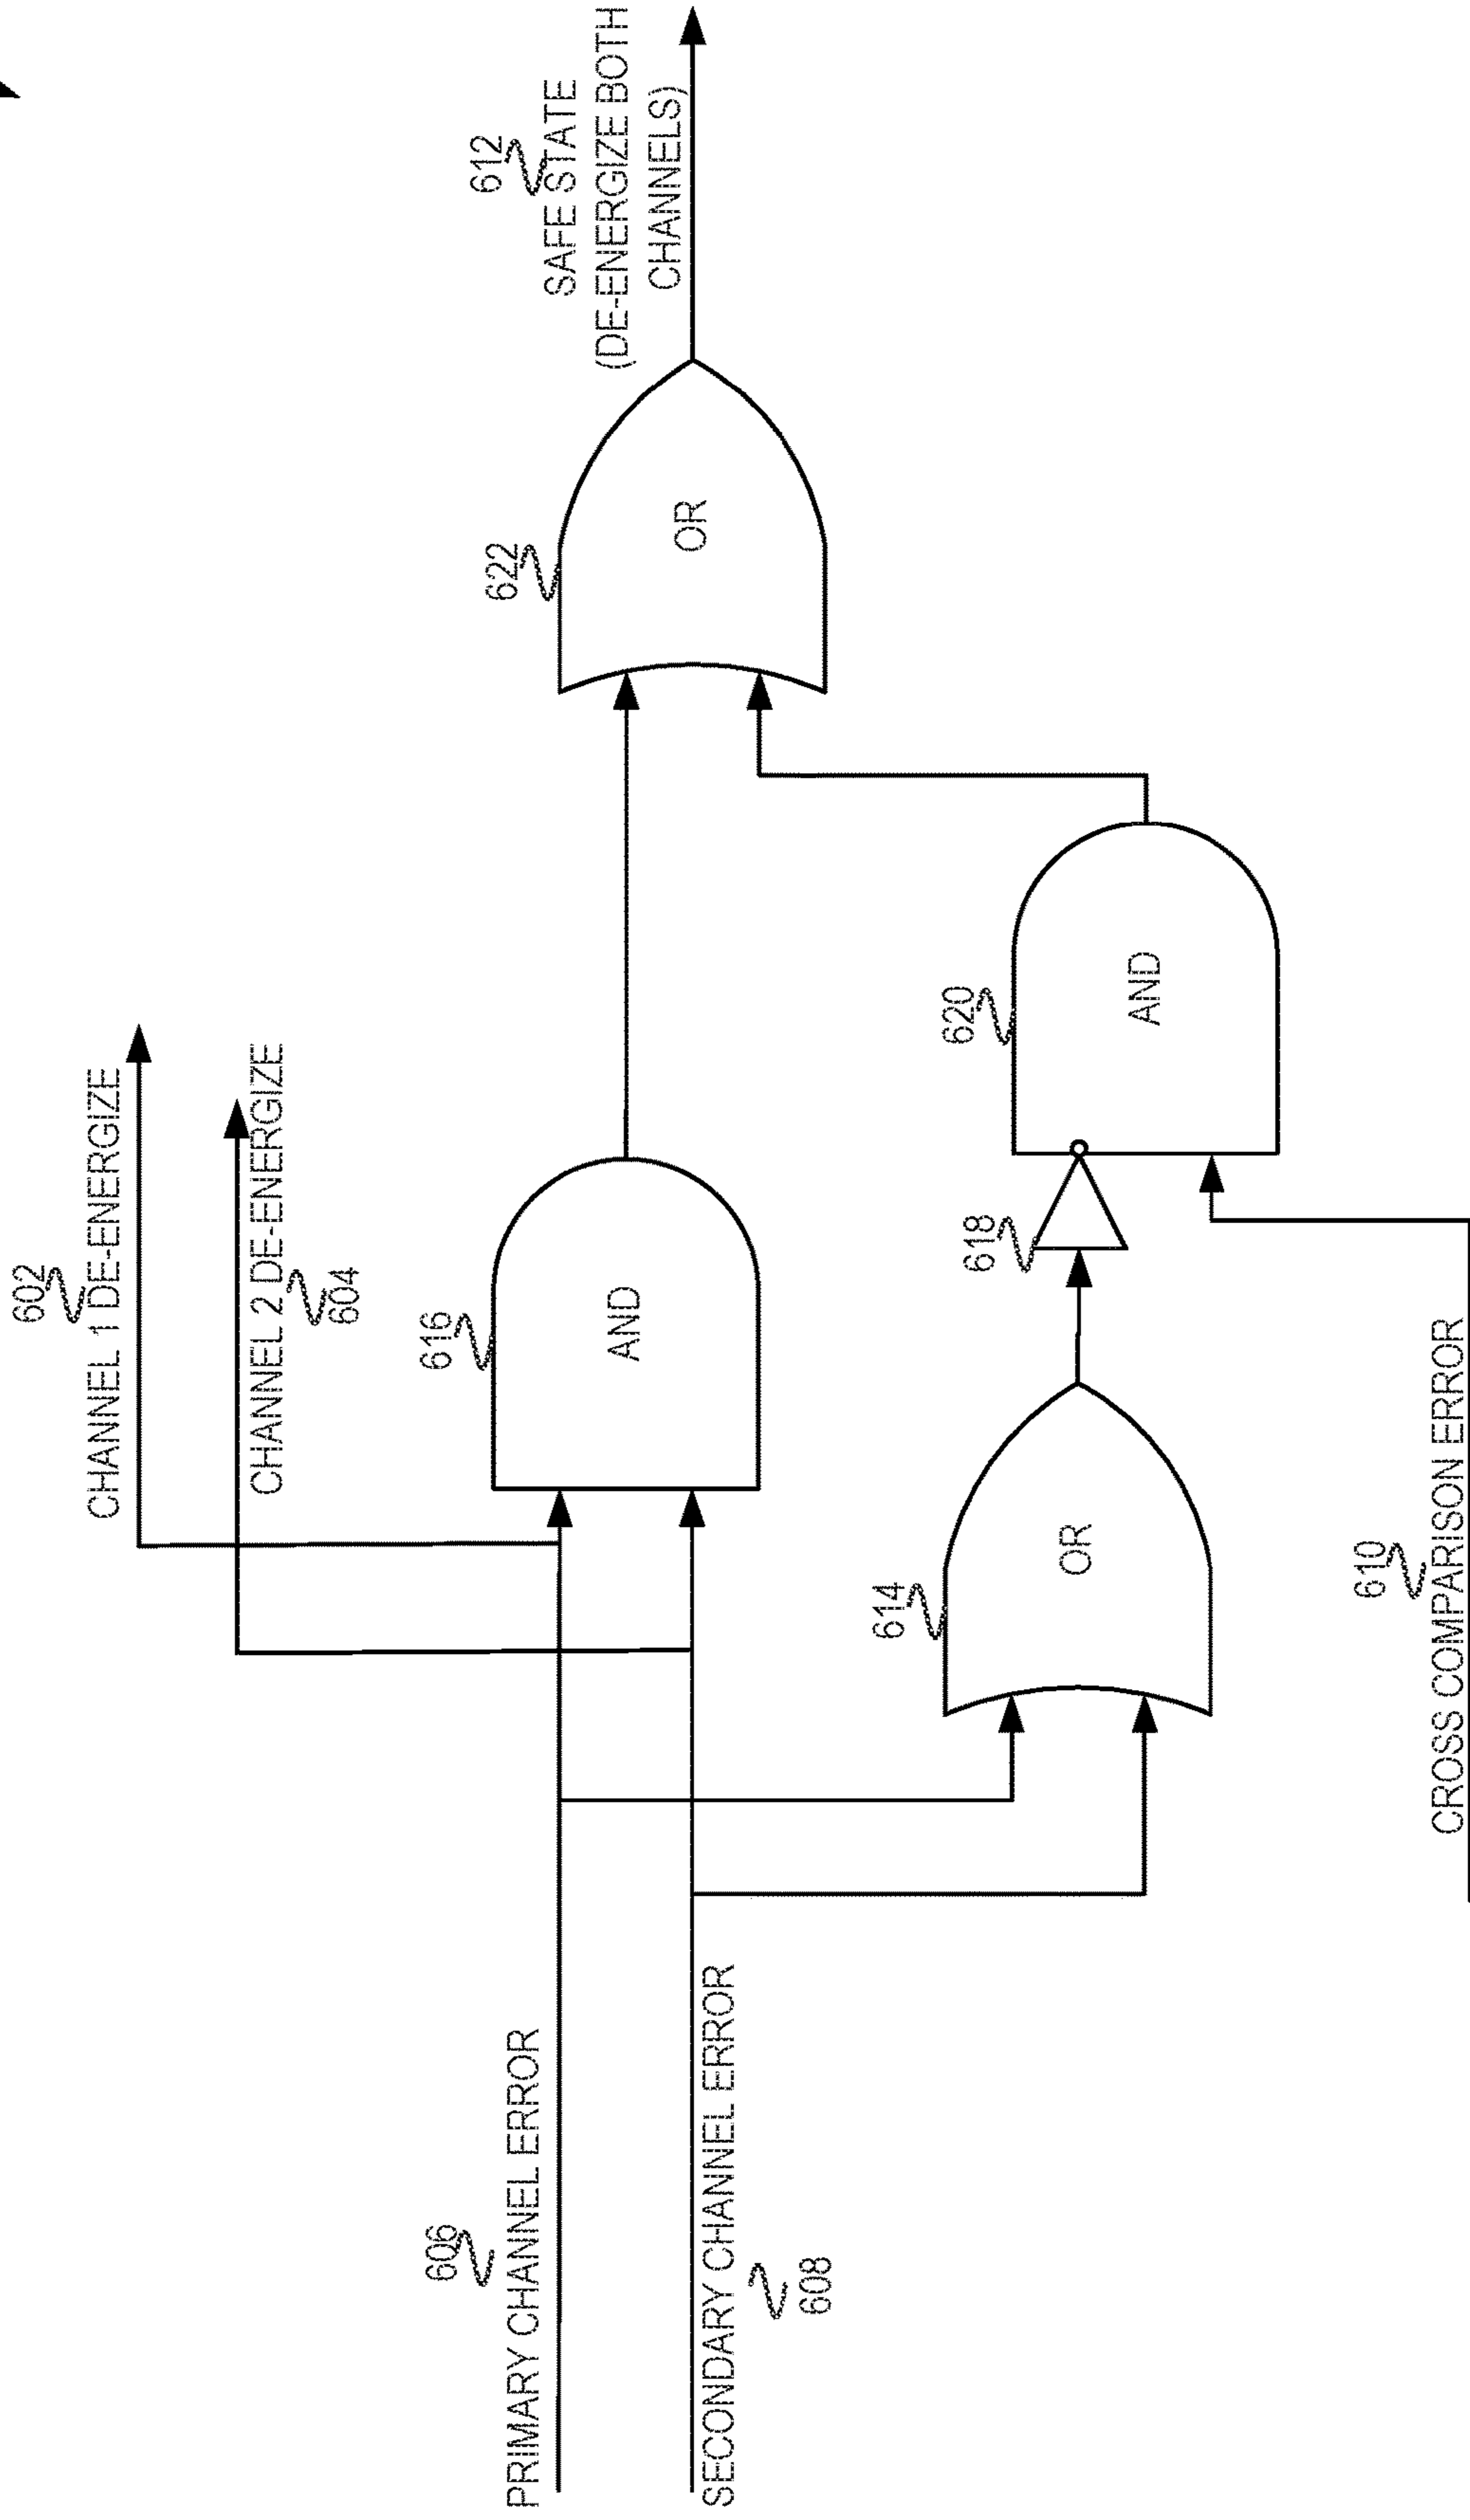 602
CHANNEL 1 DE-ENERGIZE
CHANNEL 2 DE-ENERGIZE
604
606
PRIMARY CHANNEL ERROR
SECONDARY CHANNEL ERROR
608
616
AND
622
OR
612
SAFE STATE
(DE-ENERGIZE BOTH
CHANNELS)
614
OR
618
620
AND
610
CROSS COMPARISON ERROR